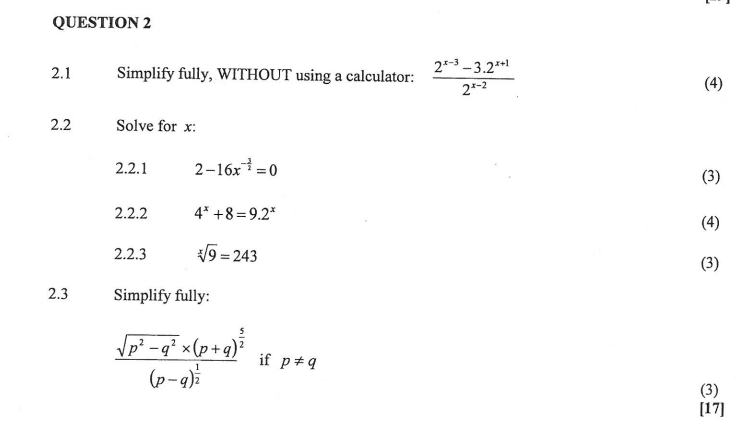 QUESTION 2
2.1 Simplify fully, WITHOUT using a calculator: \frac{2^{x-3} - 3.2^{x+1}}{2^{x-2}} (4)
2.2 Solve for x:
2.2.1 2-16x^{-\frac{3}{2}} = 0 (3)
2.2.2 4^x + 8 = 9.2^x (4)
2.2.3 \sqrt[x]{9} = 243 (3)
2.3 Simplify fully:
\frac{\sqrt{p^2 - q^2} × (p+q)^{\frac{5}{2}}}{(p-q)^{\frac{1}{2}}} if p ≠ q
(3)
[17]